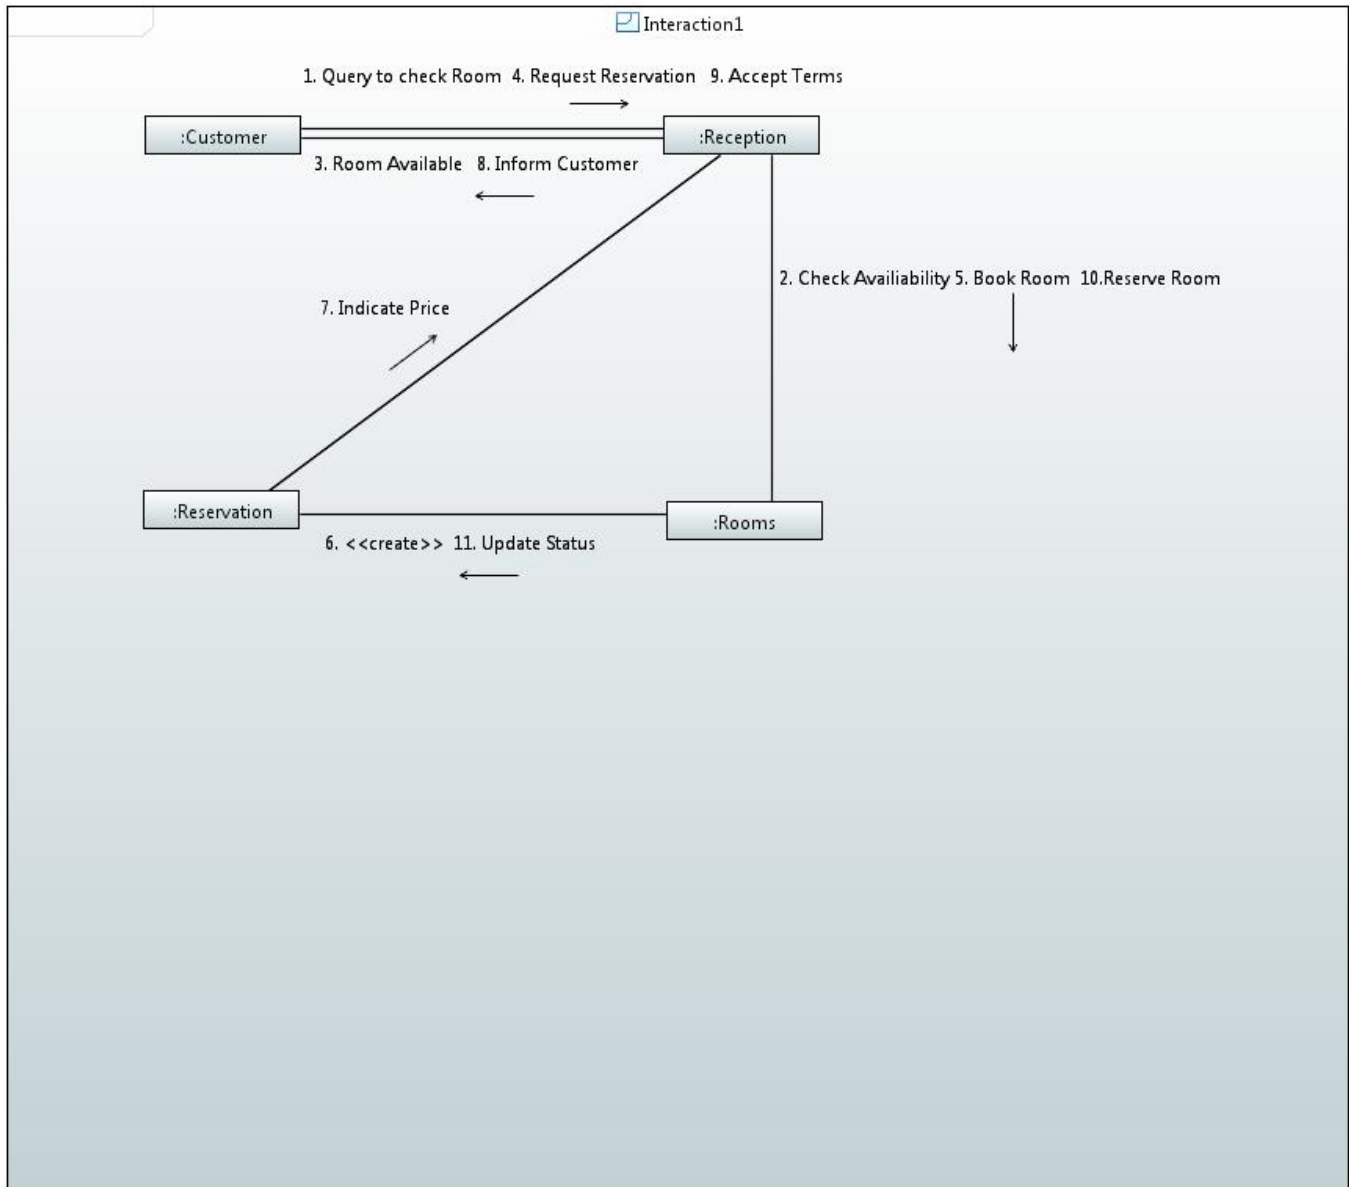 Interaction1
1. Query to check Room 4. Request Reservation 9. Accept Terms
:Customer
:Reception
3. Room Available 8. Inform Customer
2. Check Availiability 5. Book Room 10.Reserve Room
7. Indicate Price
:Reservation
:Rooms
6. <<create>> 11. Update Status